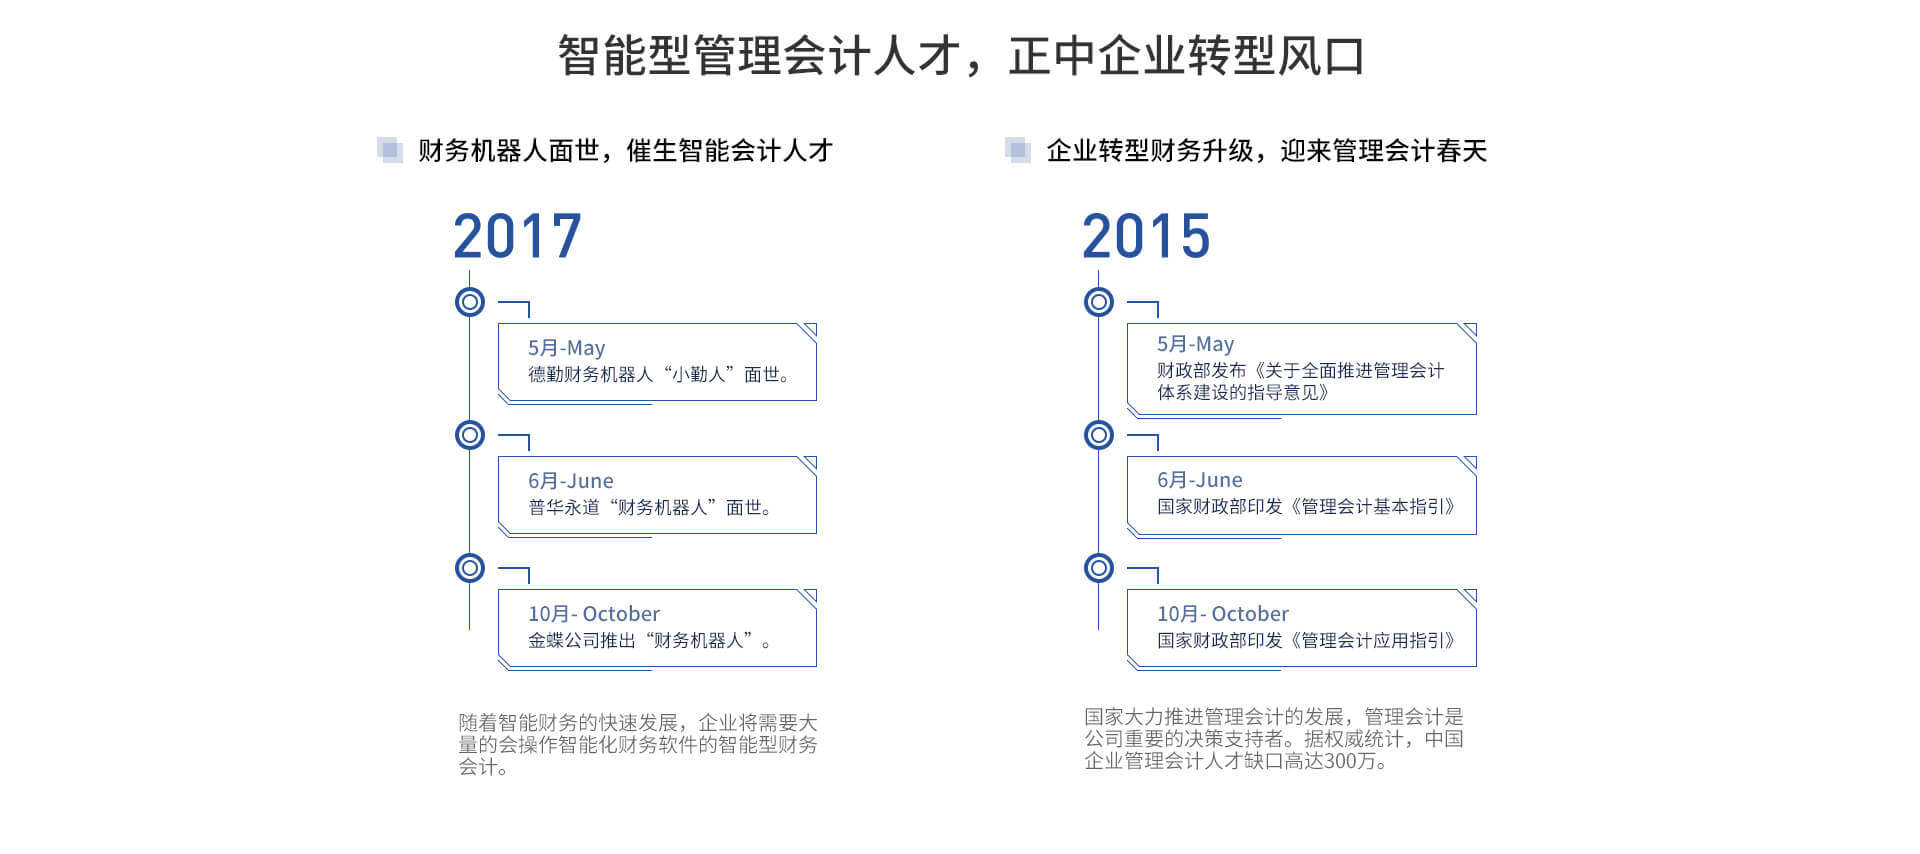 智能型管理会计人才，正中企业转型风口
财务机器人面世，催生智能会计人才
2017
5月-May
德勤财务机器人“小勤人”面世。
6月-June
普华永道“财务机器人”面世。
10月- October
金蝶公司推出“财务机器人”。
随着智能财务的快速发展，企业将需要大
量的会操作智能化财务软件的智能型财务
会计。
企业转型财务升级，迎来管理会计春天
2015
5月-May
财政部发布《关于全面推进管理会计
体系建设的指导意见》
6月-June
国家财政部印发《管理会计基本指引》
10月- October
国家财政部印发《管理会计应用指引》
国家大力推进管理会计的发展，管理会计是
公司重要的决策支持者。据权威统计，中国
企业管理会计人才缺口高达300万。